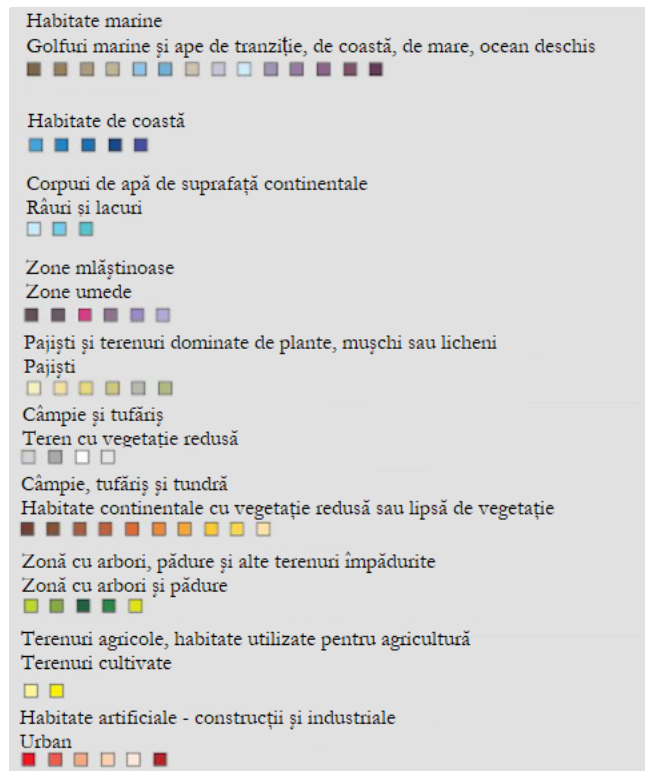 Habitate marine
Golfuri marine și ape de tranziție, de coastă, de mare, ocean deschis
Habitate de coastă
Corpuri de apă de suprafață continentale
Râuri și lacuri
Zone mlăștinoase
Zone umede
Pajiști și terenuri dominate de plante, mușchi sau licheni
Pajiști
Câmpie și tufăriș
Teren cu vegetație redusă
Câmpie, tufăriș și tundră
Habitate continentale cu vegetație redusă sau lipsă de vegetație
Zonă cu arbori, pădure și alte terenuri împădurite
Zonă cu arbori și pădure
Terenuri agricole, habitate utilizate pentru agricultură
Terenuri cultivate
Habitate artificiale - construcții și industriale
Urban